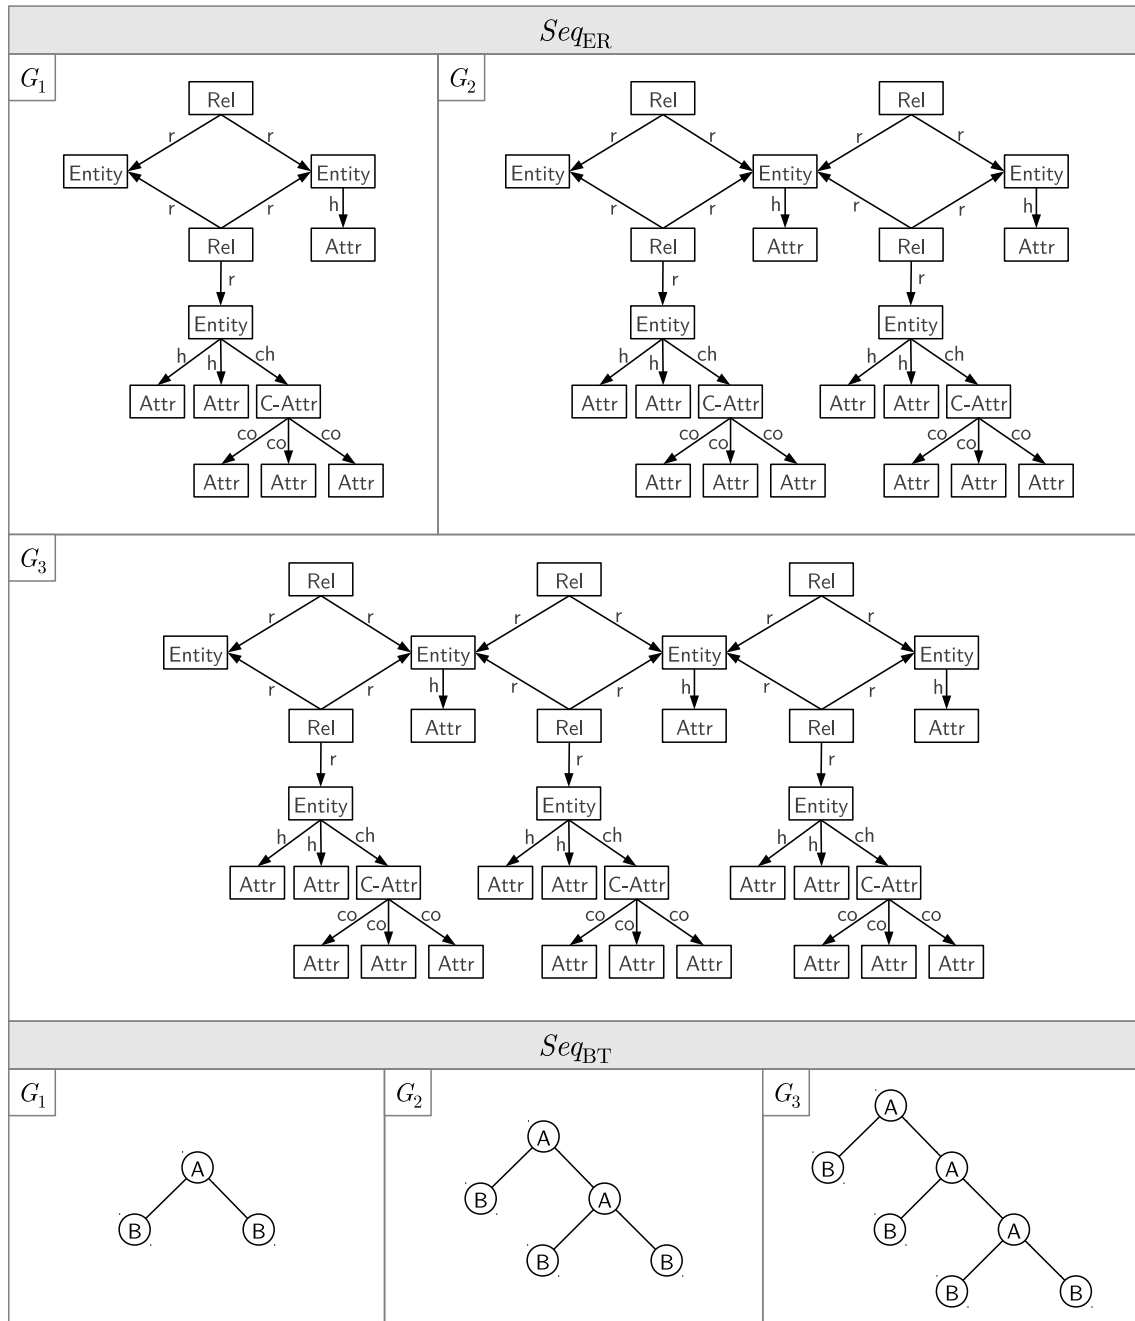 Seq_ER
G_1
G_2
Rel Rel Rel
r r r r r r
Entity Entity Entity Entity Entity
r r h r r h r r h
Rel Attr Rel Attr Rel Attr
r r r
Entity Entity Entity
h h ch h h ch h h ch
Attr Attr C-Attr Attr Attr C-Attr Attr Attr C-Attr
co co co co co co co co co
Attr Attr Attr Attr Attr Attr Attr Attr Attr
G_3
Rel Rel Rel
r r r r r r
Entity Entity Entity Entity
r r h r r h r r h
Rel Attr Rel Attr Rel Attr
r r r
Entity Entity Entity
h h ch h h ch h h ch
Attr Attr C-Attr Attr Attr C-Attr Attr Attr C-Attr
co co co co co co co co co
Attr Attr Attr Attr Attr Attr Attr Attr Attr
Seq_BT
G_1
G_2
G_3
A
B B
A
B A
B B
A
B A
B A
B B